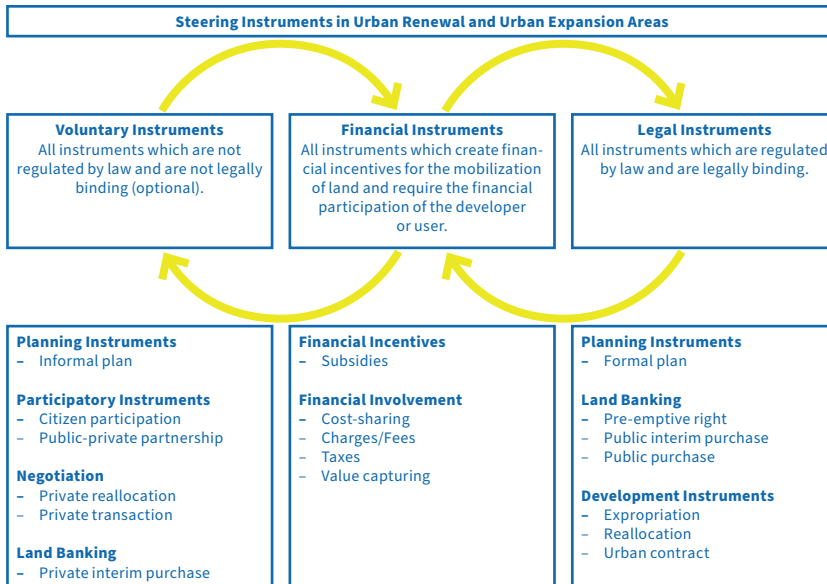 Steering Instruments in Urban Renewal and Urban Expansion Areas
Voluntary Instruments
All instruments which are not
regulated by law and are not legally
binding (optional).
Financial Instruments
All instruments which create finan-
cial incentives for the mobilization
of land and require the financial
participation of the developer
or user.
Legal Instruments
All instruments which are regulated
by law and are legally binding.
Planning Instruments
– Informal plan
Participatory Instruments
– Citizen participation
– Public-private partnership
Negotiation
– Private reallocation
– Private transaction
Land Banking
– Private interim purchase
Financial Incentives
– Subsidies
Financial Involvement
– Cost-sharing
– Charges/Fees
– Taxes
– Value capturing
Planning Instruments
– Formal plan
Land Banking
– Pre-emptive right
– Public interim purchase
– Public purchase
Development Instruments
– Expropriation
– Reallocation
– Urban contract